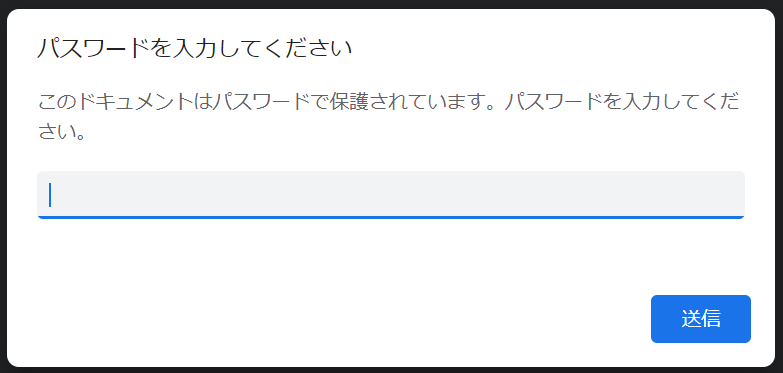 パスワードを入力してください
このドキュメントはパスワードで保護されています。パスワードを入力してくだ
さい。
送信